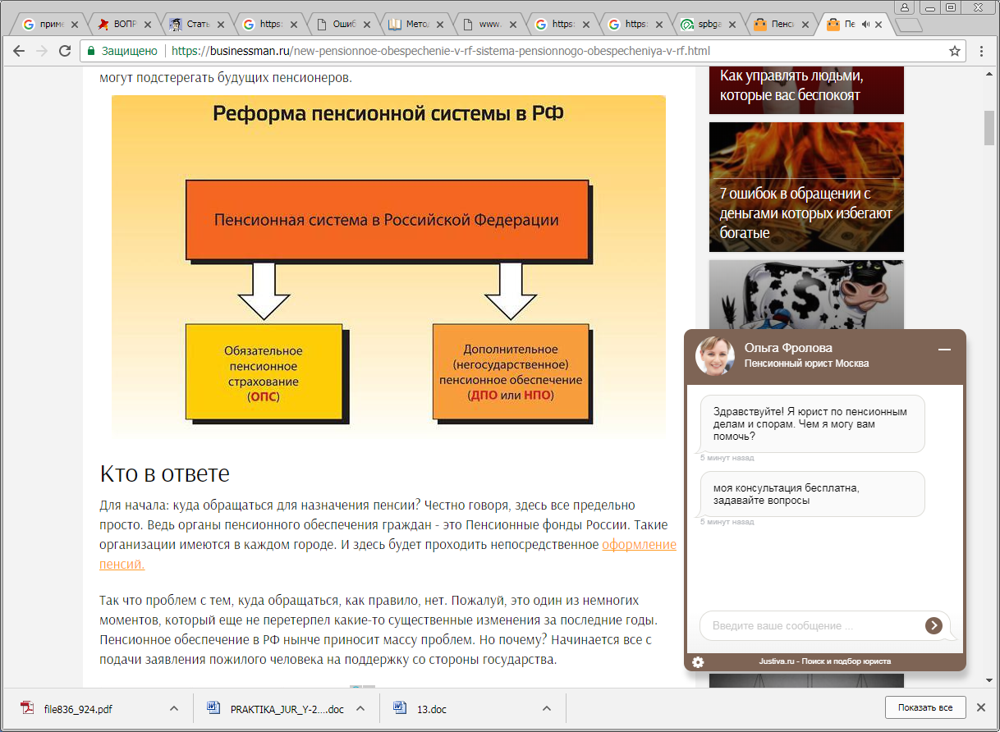 приме
ВОПР
Стать
https:
Ошиб
Метод
www.
https:
https:
spbga
Пенси
Пе
Защищено
https://businessman.ru/new-pensionnoe-obespechenie-v-rf-sistema-pensionnogo-obespecheniya-v-rf.html
могут подстерегать будущих пенсионеров.
Реформа пенсионной системы в РФ
Пенсионная система в Российской Федерации
Обязательное
пенсионное
страхование
(ОПС)
Дополнительное
(негосударственное)
пенсионное обеспечение
(ДПО или НПО)
Кто в ответе
Для начала: куда обращаться для назначения пенсии? Честно говоря, здесь все предельно
просто. Ведь органы пенсионного обеспечения граждан - это Пенсионные фонды России. Такие
организации имеются в каждом городе. И здесь будет проходить непосредственное оформление
пенсий.
Так что проблем с тем, куда обращаться, как правило, нет. Пожалуй, это один из немногих
моментов, который еще не перетерпел какие-то существенные изменения за последние годы.
Пенсионное обеспечение в РФ нынче приносит массу проблем. Но почему? Начинается все с
подачи заявления пожилого человека на поддержку со стороны государства.
Как управлять людьми,
которые вас беспокоят
7 ошибок в обращении с
деньгами которых избегают
богатые
Ольга Фролова
Пенсионный юрист Москва
Здравствуйте! Я юрист по пенсионным
делам и спорам. Чем я могу вам
помочь?
5 минут назад
моя консультация бесплатна,
задавайте вопросы
5 минут назад
Введите ваше сообщение ...
Justiva.ru - Поиск и подбор юриста
file836_924.pdf
PRAKTIKA_JUR_Y-2....doc
13.doc
Показать все